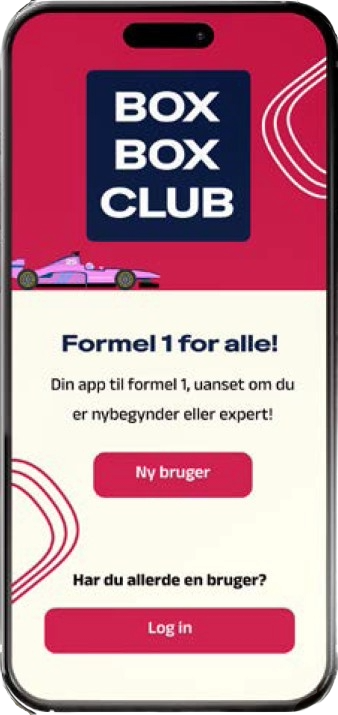 BOX
BOX
CLUB
Formel 1 for alle!
Din app til formel 1, uanset om du
er nybegynder eller expert!
Ny bruger
Har du allerde en bruger?
Log in